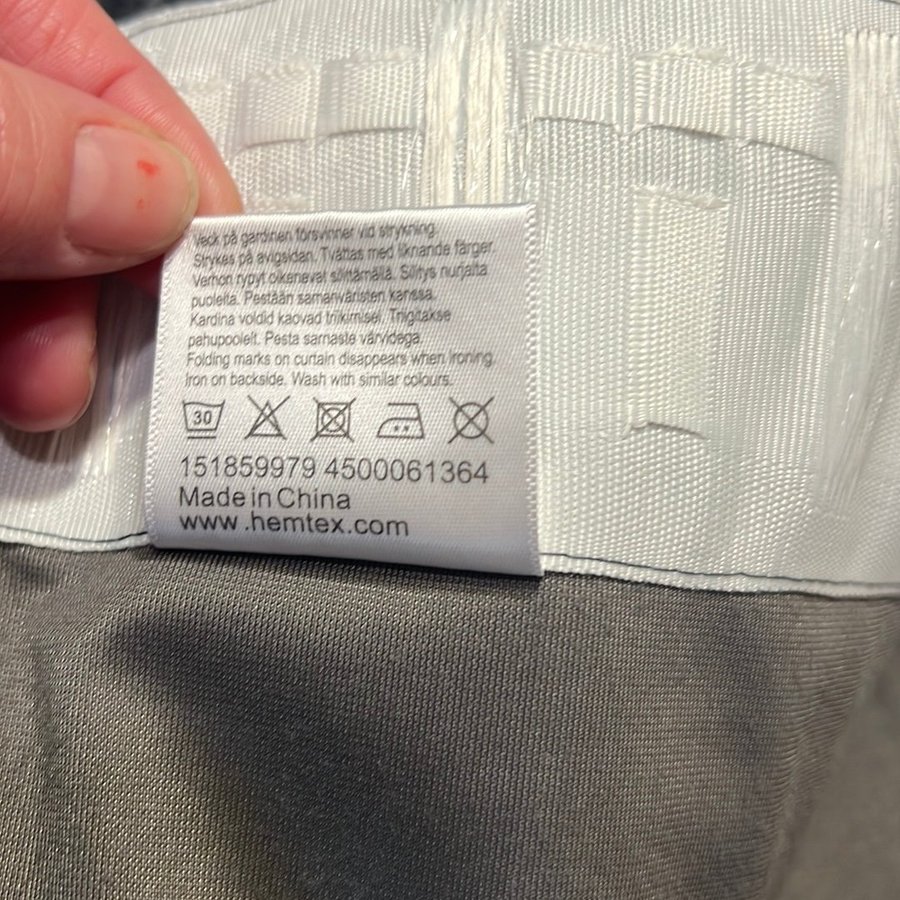 Veck på gardinen försvinner vid strykning.
Strykes på avigsidan. Tvättas med liknande färger.
Verhon rypyt oikenevat silittämällä. Silitys nurjalta
puolelta. Pestään samanväristen kanssa.
Kardina voldid kaovad triikimisel. Triigitakse
pahupoolelt. Pesta sarnaste värvidega.
Folding marks on curtain disappears when ironing.
Iron on backside. Wash with similar colours.
30
151859979 4500061364
Made in China
www.hemtex.com